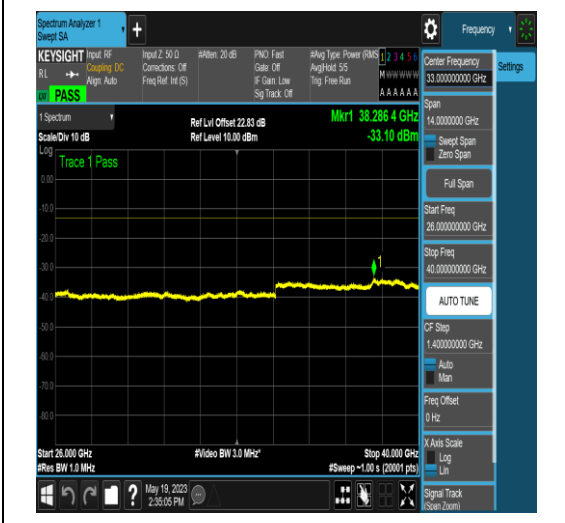 Spectrum Analyzer 1
Swept SA
Frequency
KEYSIGHT
RL
Input: RF
Coupling: DC
Align: Auto
Input Z: 50 Ω
Corrections: Off
Freq Ref: Int (S)
#Atten: 20 dB
PNO: Fast
Gate: Off
IF Gain: Low
Sig Track: Off
#Avg Type: Power (RMS
Avg|Hold: 5/5
Trig: Free Run
1 2 3 4 5 6
M W W W W W
A A A A A A
PASS
Settings
Center Frequency
33.000000000 GHz
Span
14.0000000 GHz
Swept Span
Zero Span
Full Span
Start Freq
26.000000000 GHz
Stop Freq
40.000000000 GHz
AUTO TUNE
CF Step
1.400000000 GHz
Auto
Man
Freq Offset
0 Hz
X Axis Scale
Log
Lin
Signal Track
(Span Zoom)
1 Spectrum
Scale/Div 10 dB
Ref Lvl Offset 22.83 dB
Ref Level 10.00 dBm
Mkr1 38.286 4 GHz
-33.10 dBm
Log
Trace 1 Pass
0.00
-10.0
-20.0
-30.0
-40.0
-50.0
-60.0
-70.0
-80.0
1
Start 26.000 GHz
#Res BW 1.0 MHz
#Video BW 3.0 MHz*
Stop 40.000 GHz
#Sweep ~1.00 s (20001 pts)
May 19, 2023
2:35:05 PM